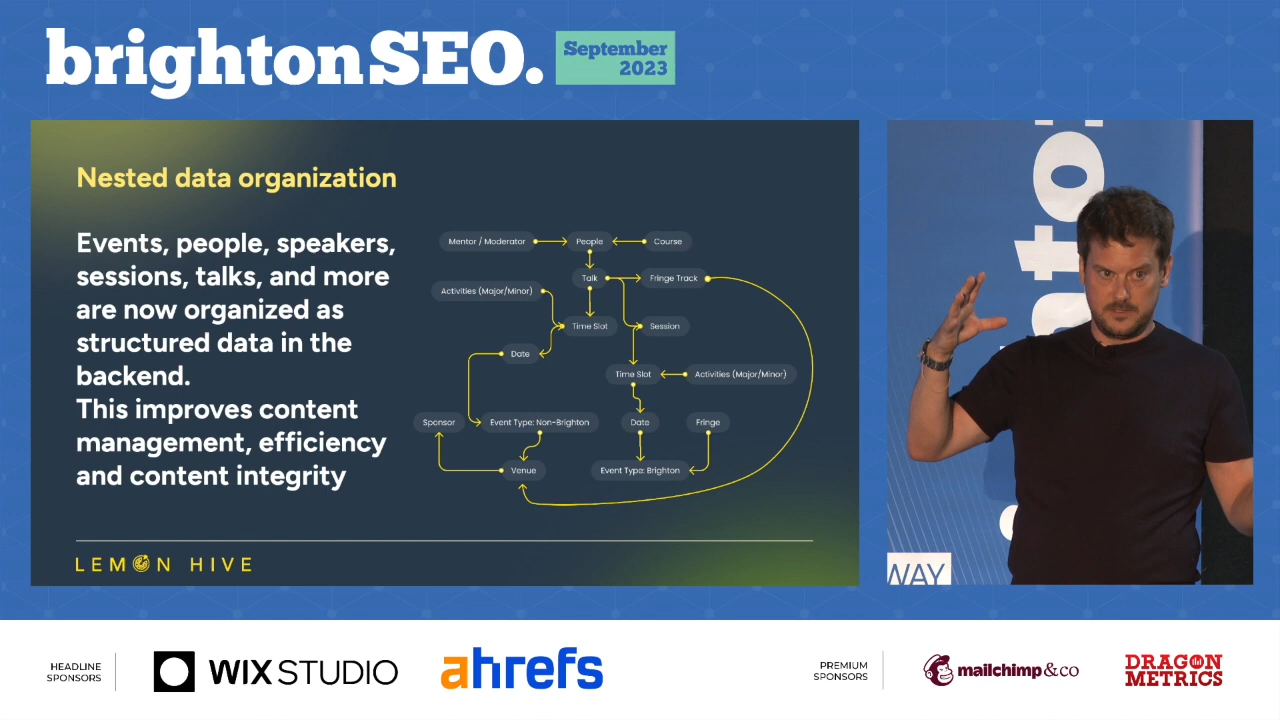 brightonSEO.
September
2023
Nested data organization
Events, people, speakers,
sessions, talks, and more
are now organized as
structured data in the
backend.
This improves content
management, efficiency
and content integrity
Mentor / Moderator
People
Course
Talk
Fringe Track
Activities (Major/Minor)
Time Slot
Session
Date
Time Slot
Activities (Major/Minor)
Sponsor
Event Type: Non-Brighton
Date
Fringe
Venue
Event Type: Brighton
LEMON HIVE
WAY
HEADLINE
SPONSORS
WIX STUDIO
ahrefs
PREMIUM
SPONSORS
mailchimp&co
DRAGON
METRICS